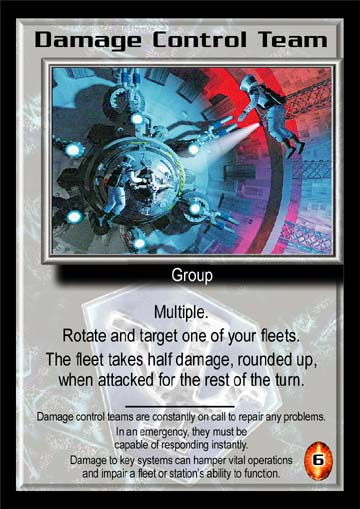 Damage Control Team
Group
Multiple.
Rotate and target one of your fleets.
The fleet takes half damage, rounded up,
when attacked for the rest of the turn.
Damage control teams are constantly on call to repair any problems.
In an emergency, they must be
capable of responding instantly.
Damage to key systems can hamper vital operations
and impair a fleet or station's ability to function.
6